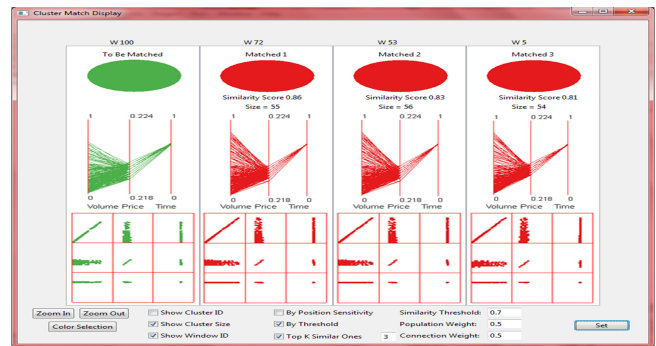 Cluster Match Display
W 100 W 72 W 53 W 5
To Be Matched Matched 1 Matched 2 Matched 3
Similarity Score 0.86 Similarity Score 0.83 Similarity Score 0.81
Size = 55 Size = 56 Size = 54
1 0.224 1 1 0.224 1 1 0.224 1 1 0.224 1
0 0.218 0 0 0.218 0 0 0.218 0 0 0.218 0
Volume Price Time Volume Price Time Volume Price Time Volume Price Time
Zoom In Zoom Out Show Cluster ID By Position Sensitivity Similarity Threshold: 0.7
Color Selection Show Cluster Size By Threshold Population Weight: 0.5 Set
Show Window ID Top K Similar Ones 3 Connection Weight: 0.5